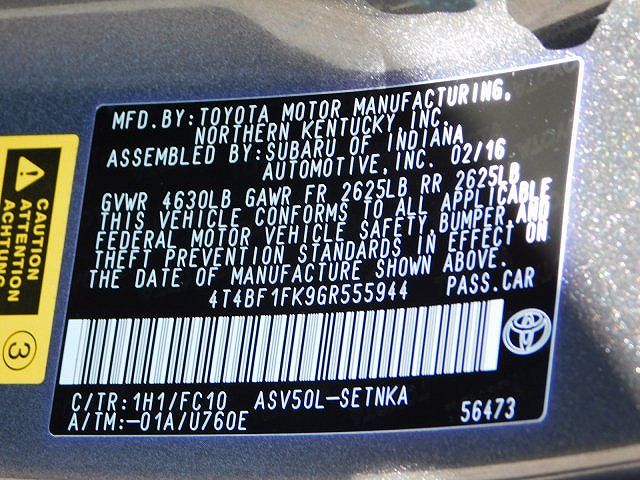 MFD.BY:TOYOTA MOTOR MANUFACTURING,
NORTHERN KENTUCKY, INC.
ASSEMBLED BY:SUBARU OF INDIANA
AUTOMOTIVE,INC. 02/16
GVWR 4630LB GAWR FR 2625LB RR 2625LB
THIS VEHICLE CONFORMS TO ALL APPLICABLE
FEDERAL MOTOR VEHICLE SAFETY,BUMPER,AND
THEFT PREVENTION STANDARDS IN EFFECT ON
THE DATE OF MANUFACTURE SHOWN ABOVE.
4T4BF1FK9GR555944 PASS.CAR
C/TR:1H1/FC10 ASV50L-SETNKA
A/TM:-01A/U760E 56473
CAUTION
ATTENTION
ACHTUNG
3